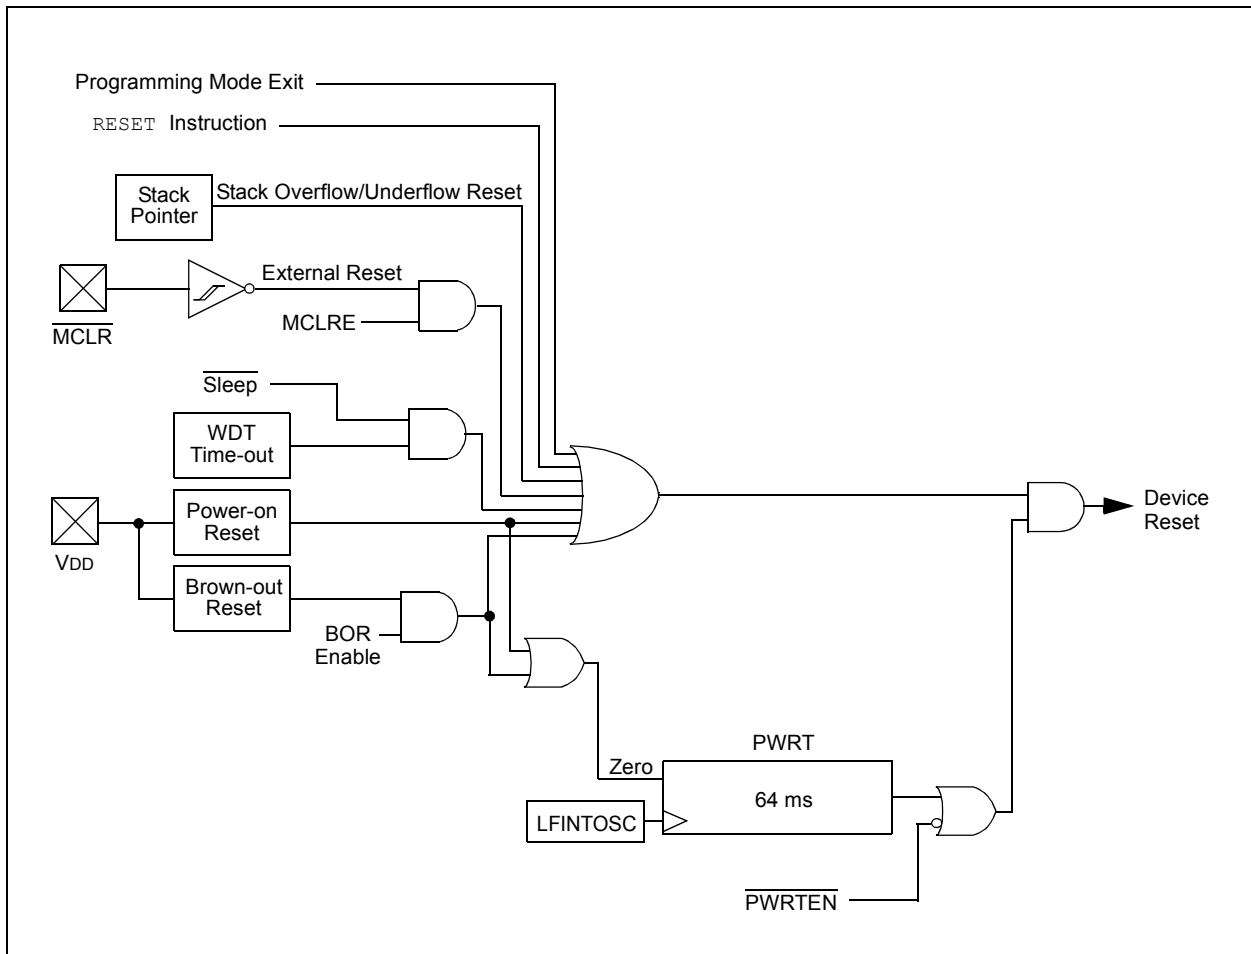 Programming Mode Exit
RESET Instruction
Stack
Pointer
Stack Overflow/Underflow Reset
External Reset
MCLR
MCLRE
Sleep
WDT
Time-out
VDD
Power-on
Reset
Device
Reset
Brown-out
Reset
BOR
Enable
PWRT
Zero
64 ms
LFINTOSC
PWRTEN